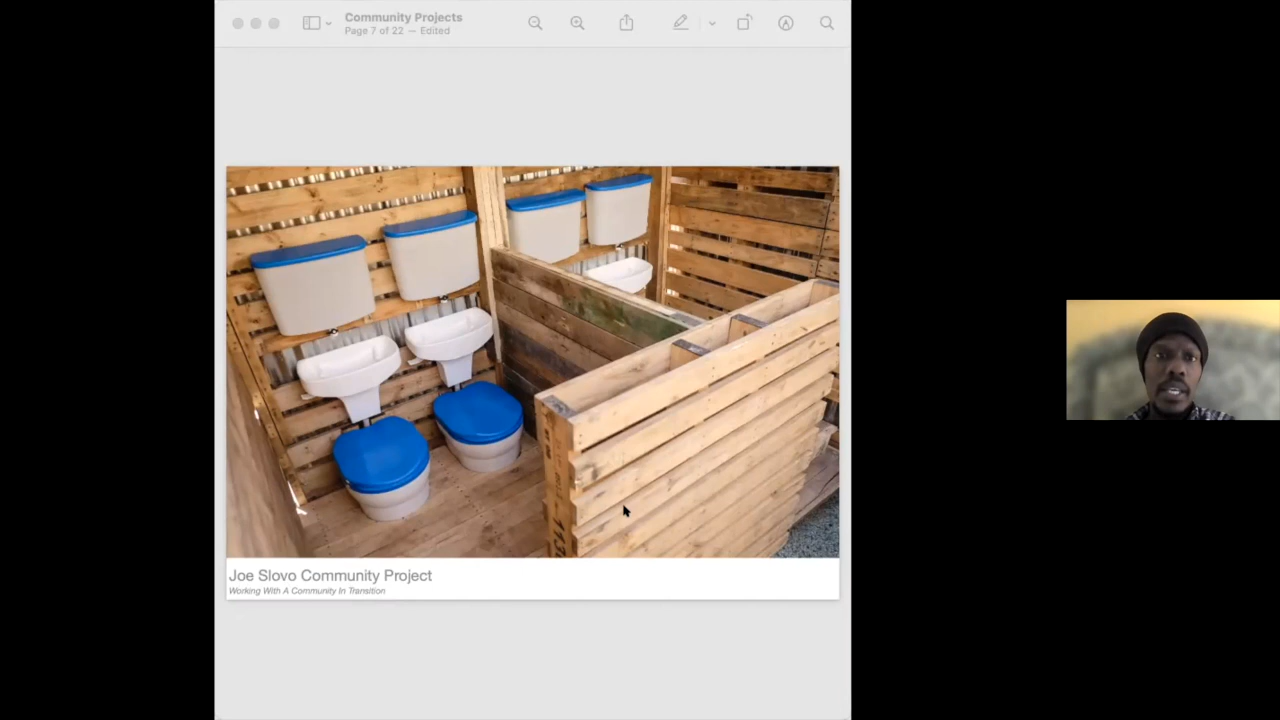 Community Projects
Page 7 of 22 — Edited
Joe Slovo Community Project
Working With A Community In Transition